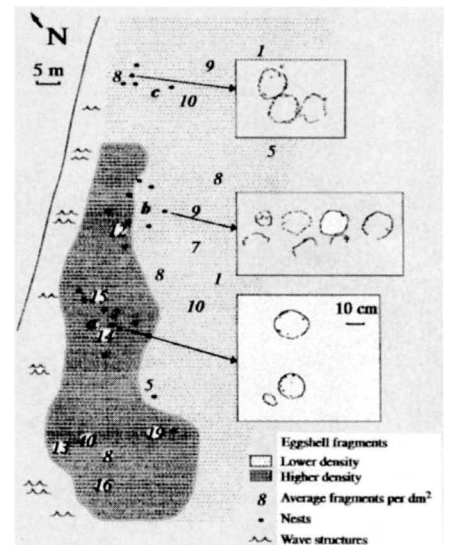 N
5 m
9
1
8
c
10
5
8
b
9
12
7
8
1
15
10
10 cm
14
5
19
13
10
8
16
Eggshell fragments
Lower density
Higher density
8 Average fragments per dm²
Nests
Wave structures